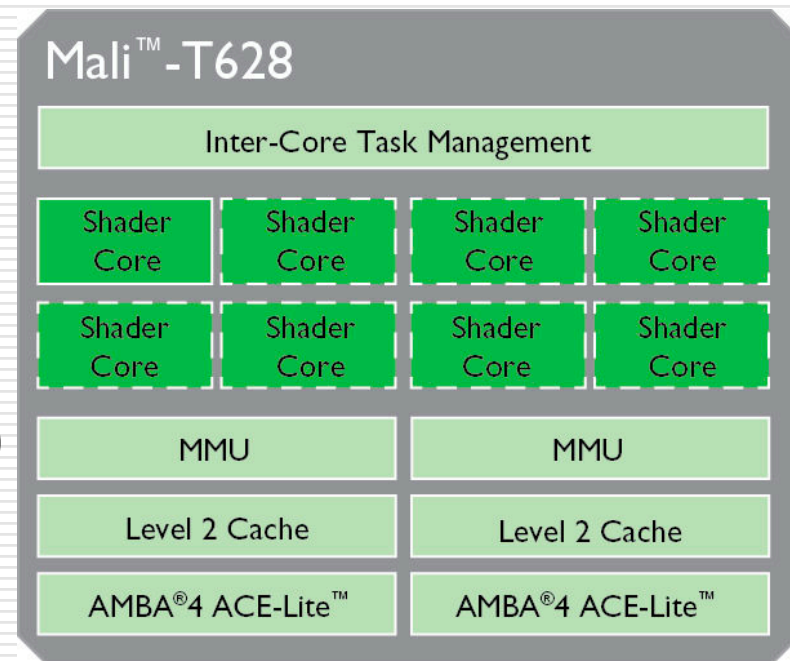 Mali™-T628
Inter-Core Task Management
Shader Core
Shader Core
Shader Core
Shader Core
Shader Core
Shader Core
Shader Core
Shader Core
MMU
MMU
Level 2 Cache
Level 2 Cache
AMBA®4 ACE-Lite™
AMBA®4 ACE-Lite™